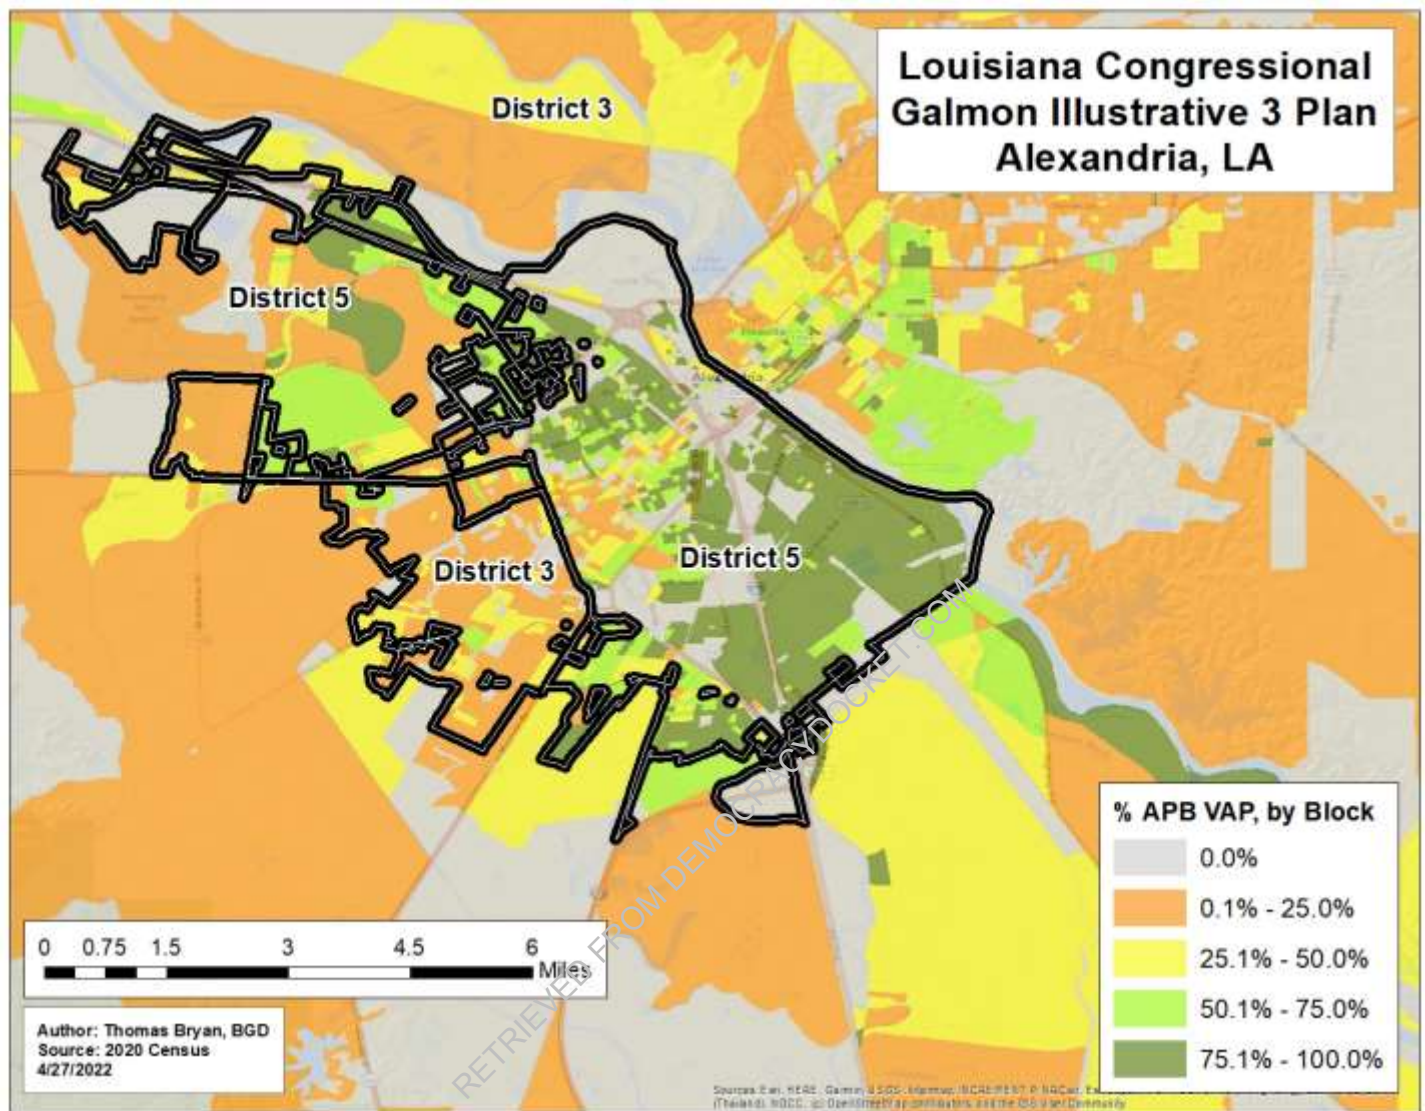 Louisiana Congressional
Galmon Illustrative 3 Plan
Alexandria, LA
District 3
District 5
District 3
District 5
% APB VAP, by Block
0.0%
0.1% - 25.0%
25.1% - 50.0%
50.1% - 75.0%
75.1% - 100.0%
0 0.75 1.5 3 4.5 6
Miles
Author: Thomas Bryan, BGD
Source: 2020 Census
4/27/2022
RETRIEVED FROM DEMOCRACYDOCKET.COM